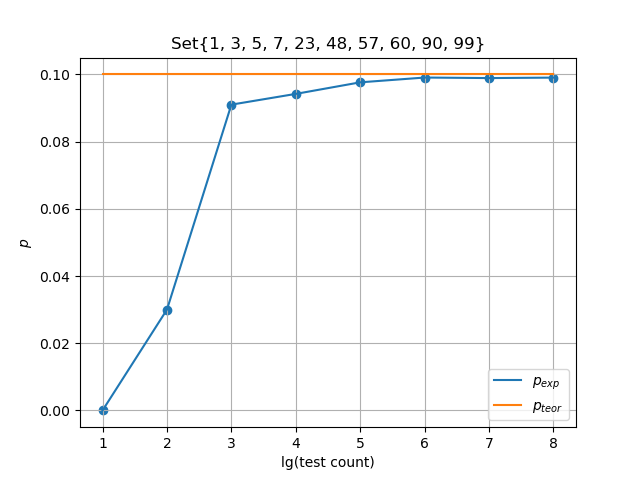 Set{1, 3, 5, 7, 23, 48, 57, 60, 90, 99}
0.10
0.08
0.06
0.04
0.02
0.00
p
1 2 3 4 5 6 7 8
lg(test count)
p_exp
p_teor